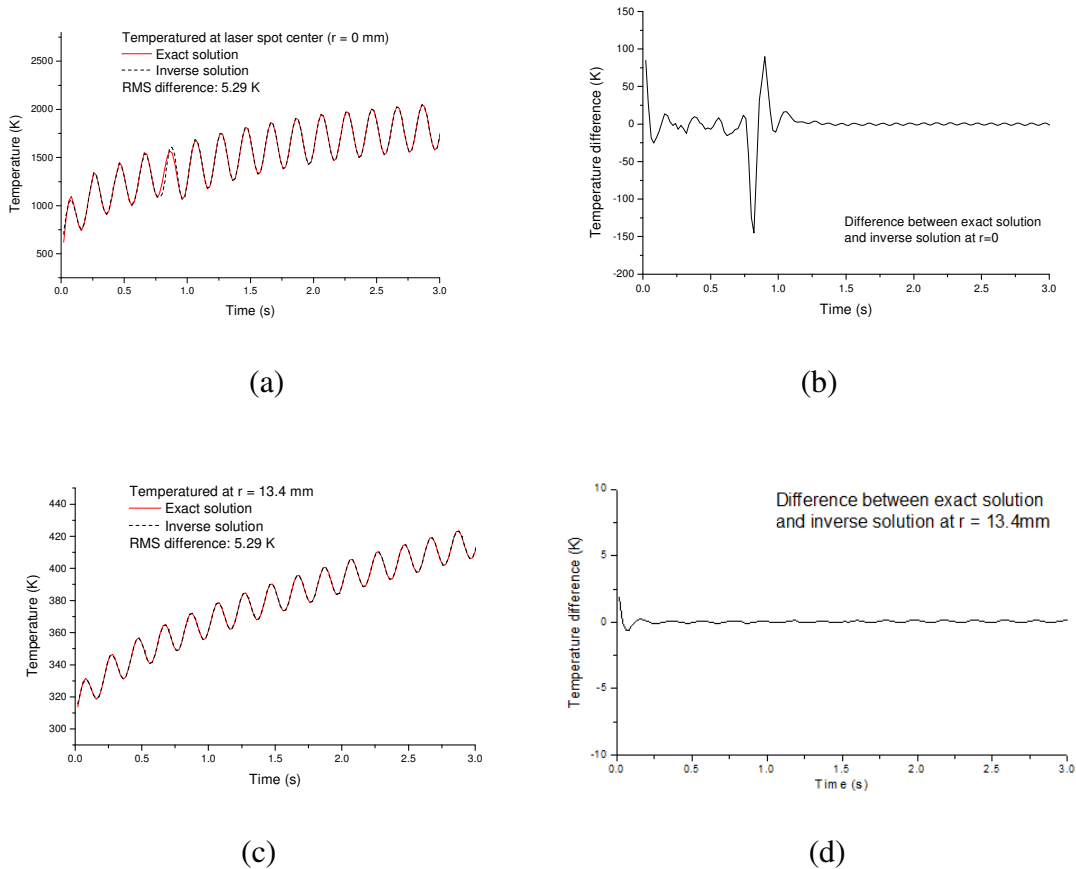 Temperatured at laser spot center (r = 0 mm)
Exact solution
Inverse solution
RMS difference: 5.29 K
2500
2000
1500
1000
500
Temperature (K)
0.0 0.5 1.0 1.5 2.0 2.5 3.0
Time (s)
(a)
150
100
50
0
-50
-100
-150
-200
Temperature difference (K)
Difference between exact solution
and inverse solution at r=0
0.0 0.5 1.0 1.5 2.0 2.5 3.0
Time (s)
(b)
Temperatured at r = 13.4 mm
Exact solution
Inverse solution
RMS difference: 5.29 K
440
420
400
380
360
340
320
300
Temperature (K)
0.0 0.5 1.0 1.5 2.0 2.5 3.0
Time (s)
(c)
Difference between exact solution
and inverse solution at r = 13.4mm
10
5
0
-5
-10
Temperature difference (K)
0.0 0.5 1.0 1.5 2.0 2.5 3.0
Time (s)
(d)